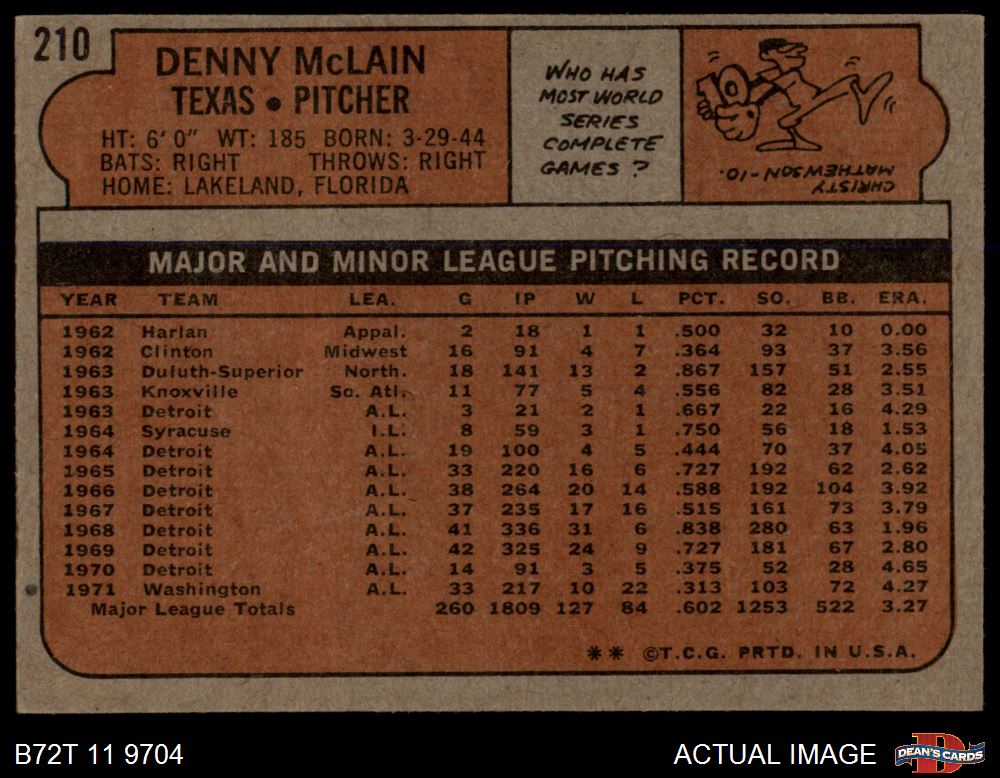 210
DENNY McLAIN
TEXAS • PITCHER
HT: 6' 0" WT: 185 BORN: 3-29-44
BATS: RIGHT THROWS: RIGHT
HOME: LAKELAND, FLORIDA
WHO HAS
MOST WORLD
SERIES
COMPLETE
GAMES ?
10
CHRISTY
MATHEWSON - 10.
MAJOR AND MINOR LEAGUE PITCHING RECORD
YEAR TEAM LEA. G IP W L PCT. SO. BB. ERA.
1962 Harlan Appal. 2 18 1 1 .500 32 10 0.00
1962 Clinton Midwest 16 91 4 7 .364 93 37 3.56
1963 Duluth-Superior North. 18 141 13 2 .867 157 51 2.55
1963 Knoxville So. Atl. 11 77 5 4 .556 82 28 3.51
1963 Detroit A.L. 3 21 2 1 .667 22 16 4.29
1964 Syracuse I.L. 8 59 3 1 .750 56 18 1.53
1964 Detroit A.L. 19 100 4 5 .444 70 37 4.05
1965 Detroit A.L. 33 220 16 6 .727 192 62 2.62
1966 Detroit A.L. 38 264 20 14 .588 192 104 3.92
1967 Detroit A.L. 37 235 17 16 .515 161 73 3.79
1968 Detroit A.L. 41 336 31 6 .838 280 63 1.96
1969 Detroit A.L. 42 325 24 9 .727 181 67 2.80
1970 Detroit A.L. 14 91 3 5 .375 52 28 4.65
1971 Washington A.L. 33 217 10 22 .313 103 72 4.27
Major League Totals 260 1809 127 84 .602 1253 522 3.27
** ©T.C.G. PRTD. IN U.S.A.
B72T 11 9704
ACTUAL IMAGE
DEAN'S CARDS